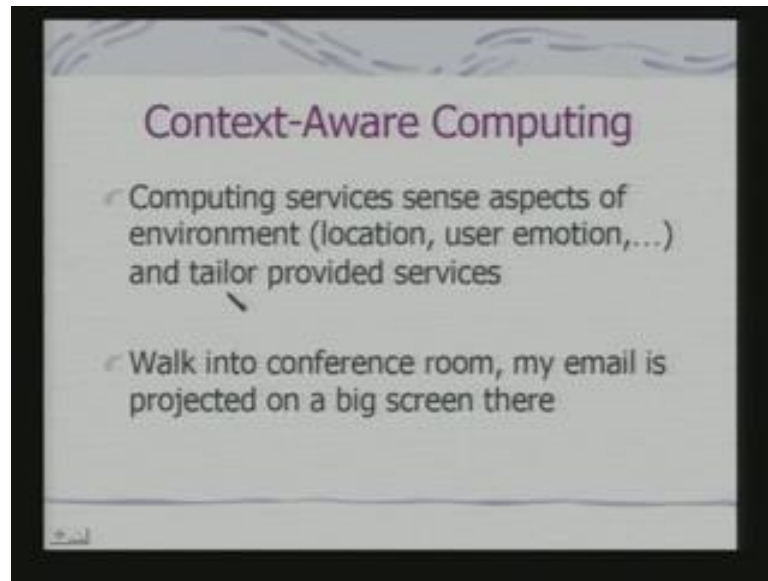 Context-Aware Computing
Computing services sense aspects of
environment (location, user emotion,...)
and tailor provided services
Walk into conference room, my email is
projected on a big screen there